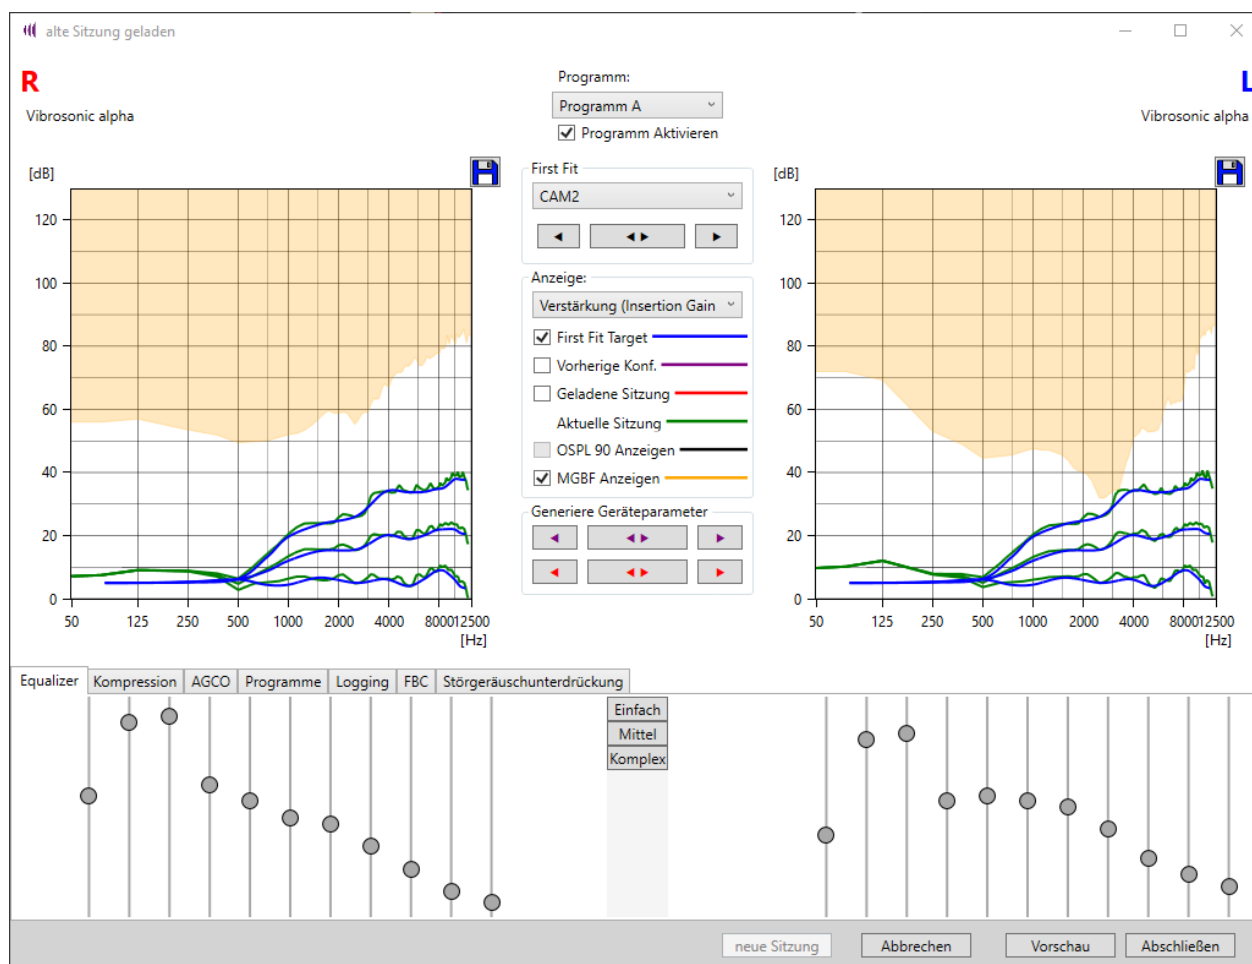 alte Sitzung geladen
R
Programm:
L
Programm A
Vibrosonic alpha
Vibrosonic alpha
Programm Aktivieren
[dB]
First Fit
[dB]
CAM2
120
100
80
60
40
20
0
50 125 250 500 1000 2000 4000 8000 12500
[Hz]
Anzeige:
Verstärkung (Insertion Gain
First Fit Target
Vorherige Konf.
Geladene Sitzung
Aktuelle Sitzung
OSPL 90 Anzeigen
MGBF Anzeigen
Generiere Geräteparameter
120
100
80
60
40
20
0
50 125 250 500 1000 2000 4000 8000 12500
[Hz]
Equalizer Kompression AGCO Programme Logging FBC Störgeräuschunterdrückung
Einfach
Mittel
Komplex
neue Sitzung Abbrechen Vorschau Abschließen